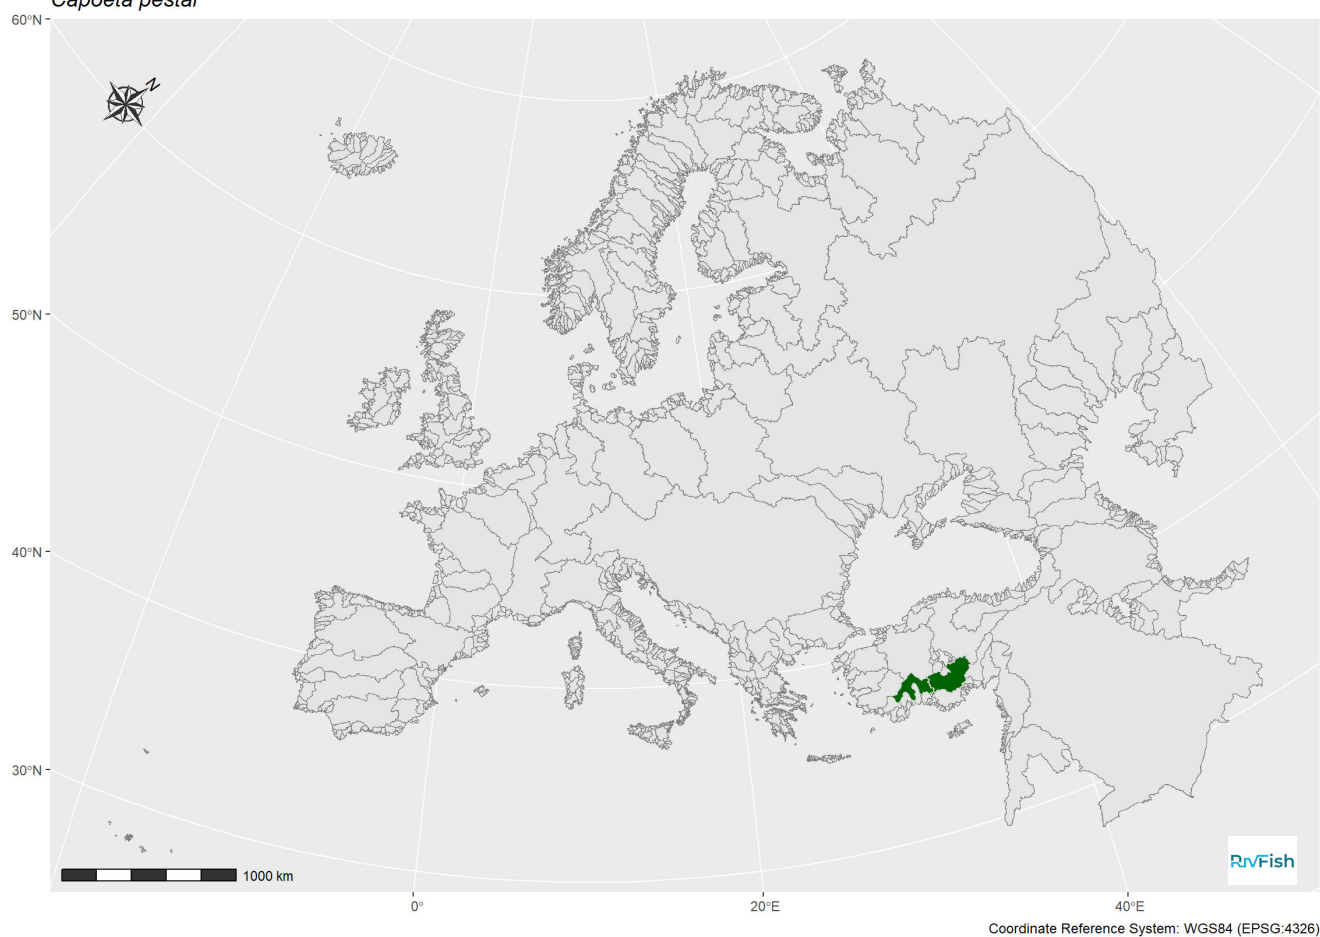 Capoeta pestai
60°N
N
50°N
40°N
30°N
1000 km
RivFish
0°
20°E
40°E
Coordinate Reference System: WGS84 (EPSG:4326)